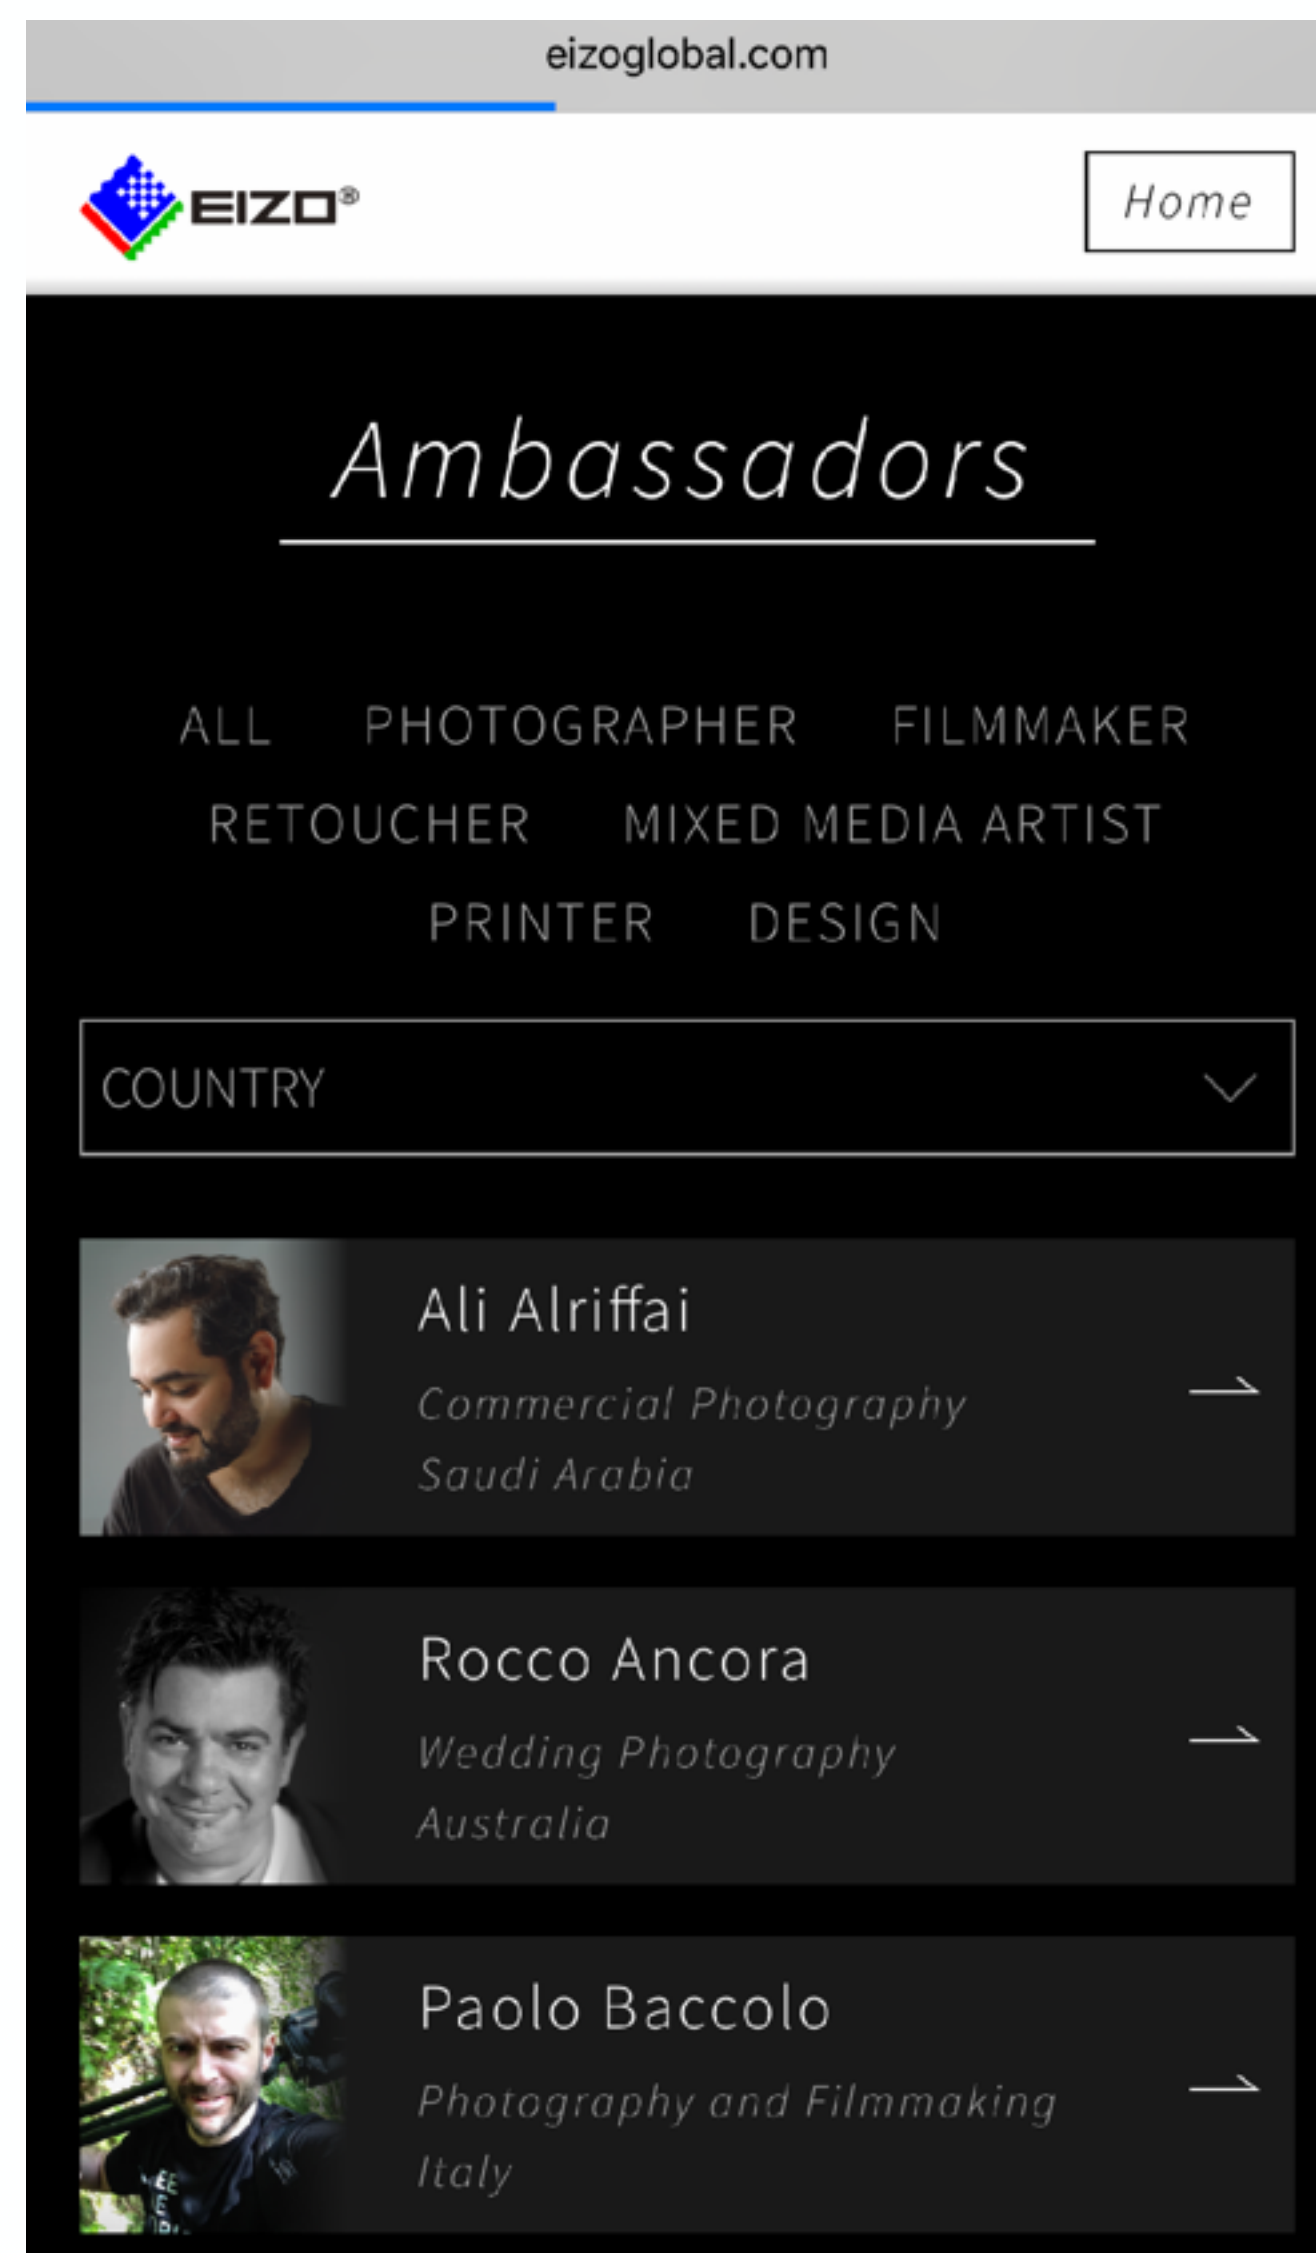 eizoglobal.com
EIZO®
Home
Ambassadors
ALL PHOTOGRAPHER FILMMAKER
RETOUCHER MIXED MEDIA ARTIST
PRINTER DESIGN
COUNTRY
Ali Alriffai
Commercial Photography
Saudi Arabia
Rocco Ancora
Wedding Photography
Australia
Paolo Baccolo
Photography and Filmmaking
Italy